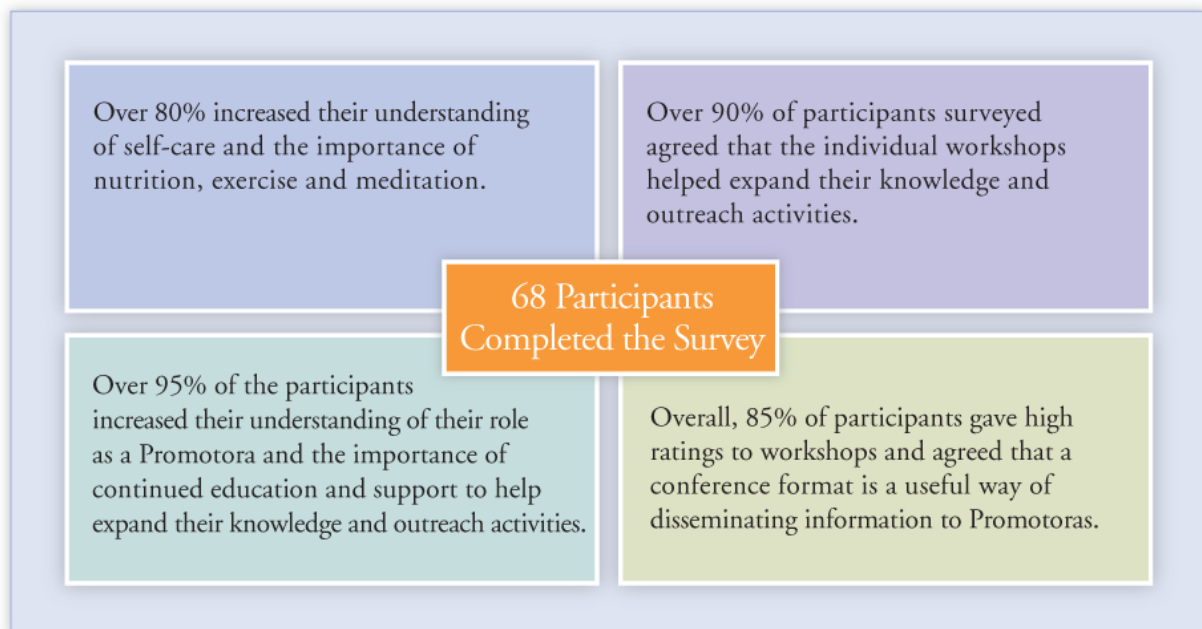 Over 80% increased their understanding
of self-care and the importance of
nutrition, exercise and meditation.
Over 90% of participants surveyed
agreed that the individual workshops
helped expand their knowledge and
outreach activities.
68 Participants
Completed the Survey
Over 95% of the participants
increased their understanding of their role
as a Promotora and the importance of
continued education and support to help
expand their knowledge and outreach activities.
Overall, 85% of participants gave high
ratings to workshops and agreed that a
conference format is a useful way of
disseminating information to Promotoras.